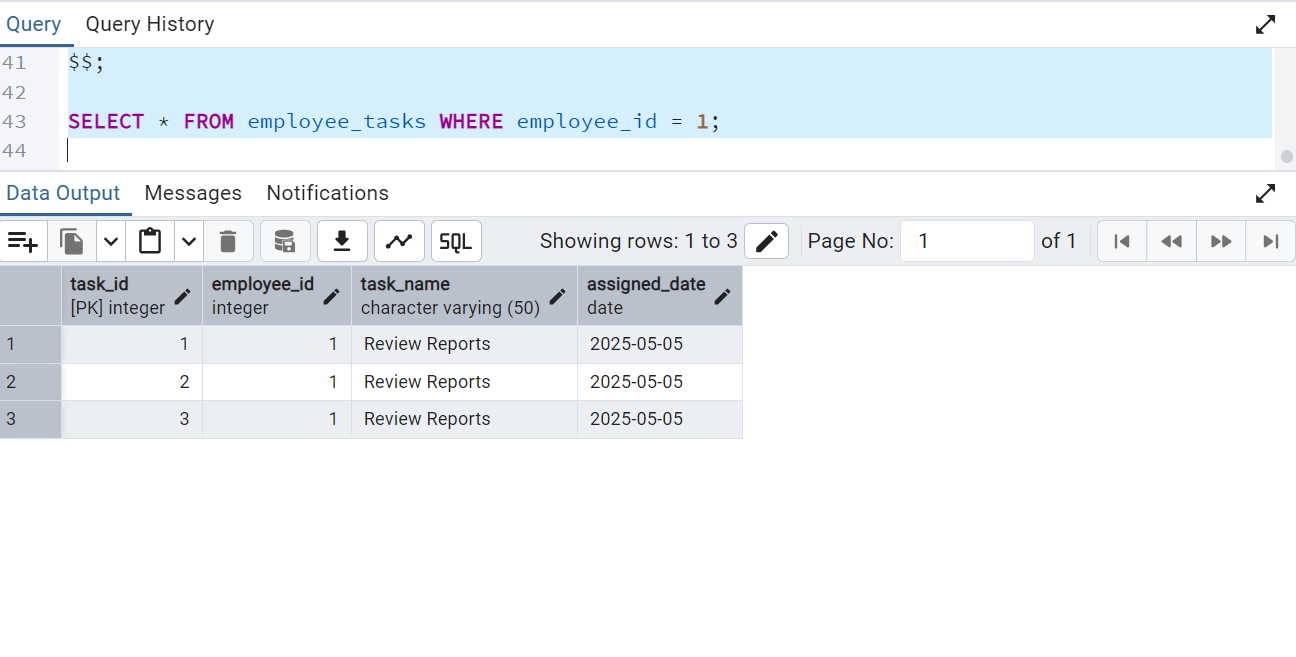 Query Query History
41 $$;
42
43 SELECT * FROM employee_tasks WHERE employee_id = 1;
44
Data Output Messages Notifications
SQL Showing rows: 1 to 3 Page No: 1 of 1
task_id employee_id task_name assigned_date
[PK] integer integer character varying (50) date
1 1 1 Review Reports 2025-05-05
2 2 1 Review Reports 2025-05-05
3 3 1 Review Reports 2025-05-05